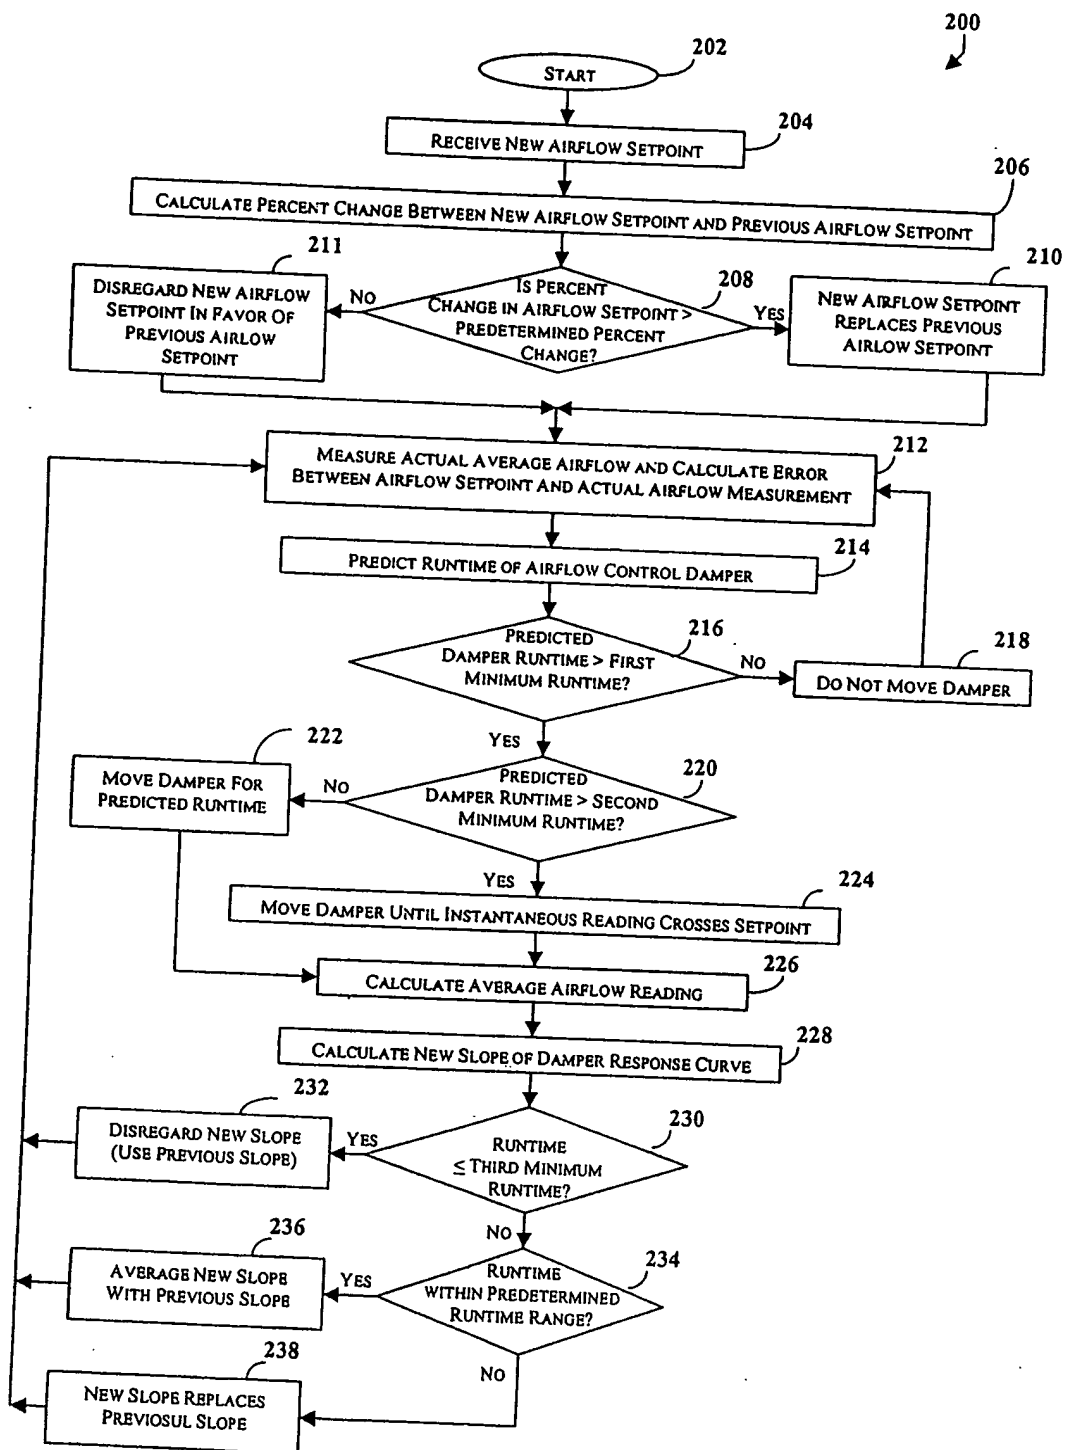 200
202
START
204
RECEIVE NEW AIRFLOW SETPOINT
206
CALCULATE PERCENT CHANGE BETWEEN NEW AIRFLOW SETPOINT AND PREVIOUS AIRFLOW SETPOINT
211
DISREGARD NEW AIRFLOW
SETPOINT IN FAVOR OF
PREVIOUS AIRLOW
SETPOINT
NO
IS PERCENT
CHANGE IN AIRFLOW SETPOINT >
PREDETERMINED PERCENT
CHANGE?
208
YES
210
NEW AIRFLOW SETPOINT
REPLACES PREVIOUS
AIRLOW SETPOINT
212
MEASURE ACTUAL AVERAGE AIRFLOW AND CALCULATE ERROR
BETWEEN AIRFLOW SETPOINT AND ACTUAL AIRFLOW MEASUREMENT
214
PREDICT RUNTIME OF AIRFLOW CONTROL DAMPER
216
PREDICTED
DAMPER RUNTIME > FIRST
MINIMUM RUNTIME?
NO
218
DO NOT MOVE DAMPER
YES
222
MOVE DAMPER FOR
PREDICTED RUNTIME
NO
PREDICTED
DAMPER RUNTIME > SECOND
MINIMUM RUNTIME?
220
YES
224
MOVE DAMPER UNTIL INSTANTANEOUS READING CROSSES SETPOINT
226
CALCULATE AVERAGE AIRFLOW READING
228
CALCULATE NEW SLOPE OF DAMPER RESPONSE CURVE
232
DISREGARD NEW SLOPE
(USE PREVIOUS SLOPE)
YES
RUNTIME
≤ THIRD MINIMUM
RUNTIME?
230
NO
236
AVERAGE NEW SLOPE
WITH PREVIOUS SLOPE
YES
RUNTIME
WITHIN PREDETERMINED
RUNTIME RANGE?
234
NO
238
NEW SLOPE REPLACES
PREVIOSUL SLOPE